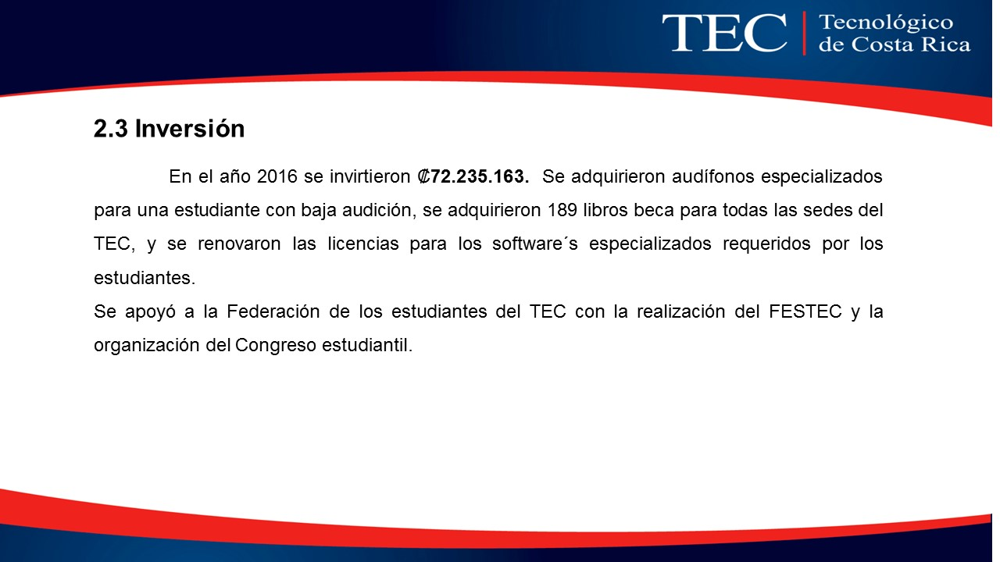 TEC
Tecnológico
de Costa Rica
2.3 Inversión
En el año 2016 se invirtieron ₡72.235.163. Se adquirieron audífonos especializados
para una estudiante con baja audición, se adquirieron 189 libros beca para todas las sedes del
TEC, y se renovaron las licencias para los software´s especializados requeridos por los
estudiantes.
Se apoyó a la Federación de los estudiantes del TEC con la realización del FESTEC y la
organización del Congreso estudiantil.